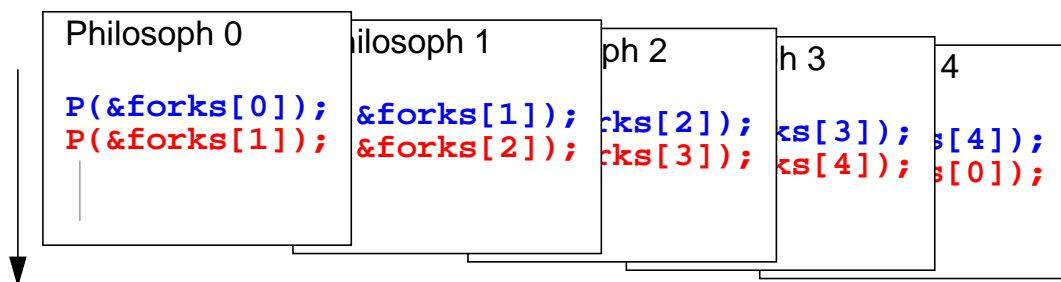 Philosoph 0
P(&forks[0]);
P(&forks[1]);
ilosoph 1
&forks[1]);
&forks[2]);
ph 2
rks[2]);
rks[3]);
h 3
ks[3]);
ks[4]);
4
s[4]);
s[0]);